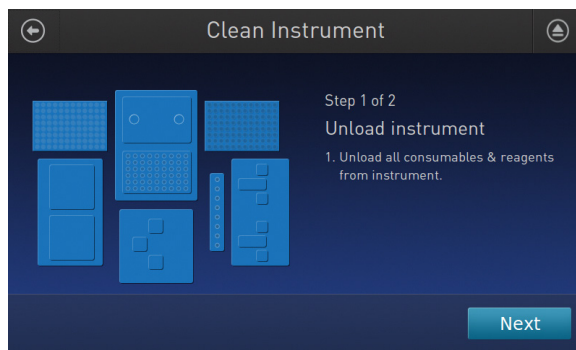 Clean Instrument
Step 1 of 2
Unload instrument
1. Unload all consumables & reagents
from instrument.
Next